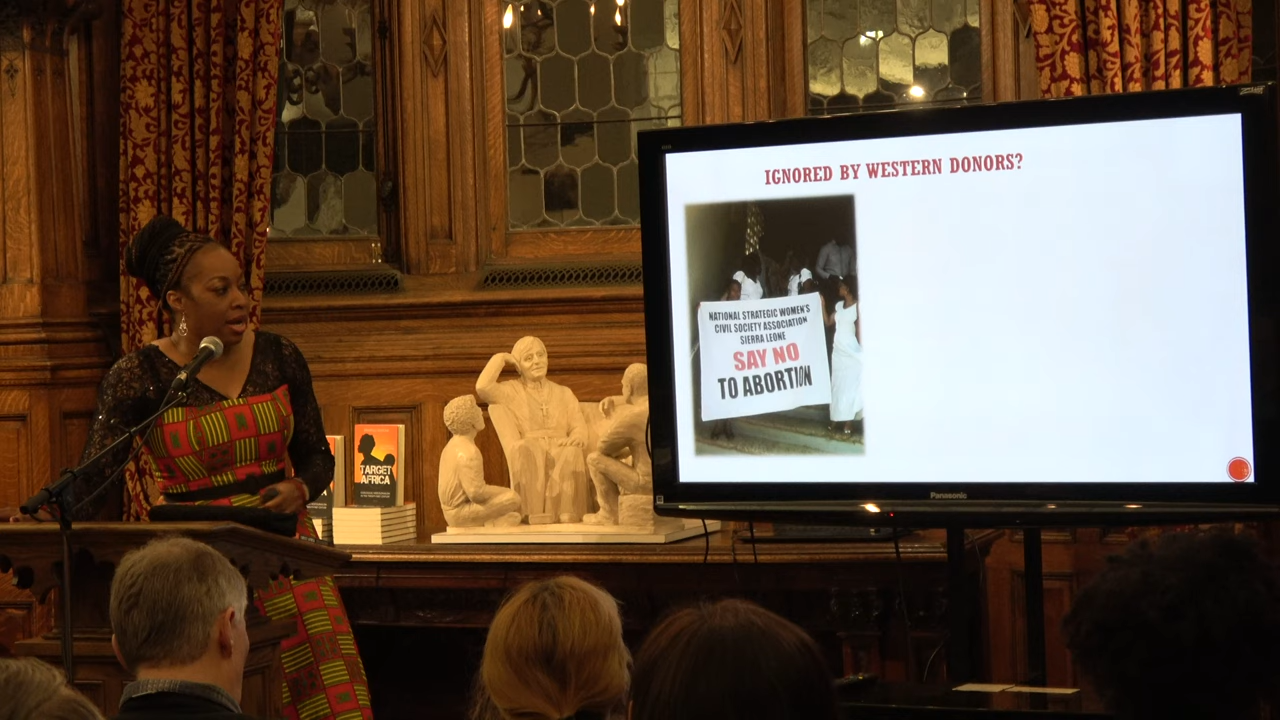 IGNORED BY WESTERN DONORS?
NATIONAL STRATEGIC WOMEN'S
CIVIL SOCIETY ASSOCIATION
SIERRA LEONE
SAY NO
TO ABORTION
TARGET
AFRICA
Panasonic